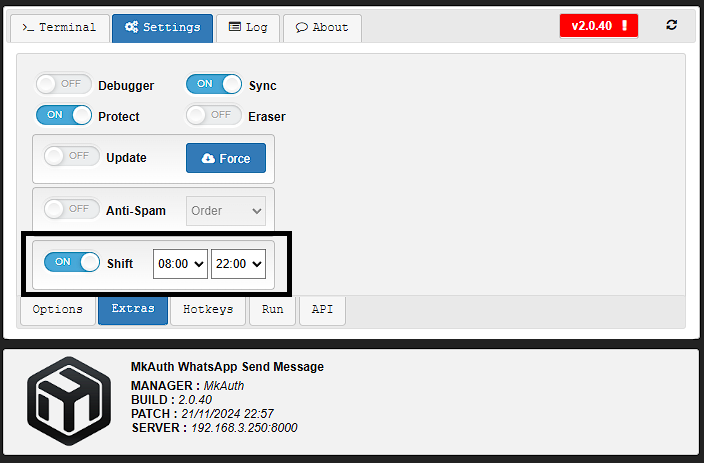 >_ Terminal Settings Log About v2.0.40 !
OFF Debugger ON Sync
ON Protect OFF Eraser
OFF Update Force
OFF Anti-Spam Order
ON Shift 08:00 22:00
Options Extras Hotkeys Run API
MkAuth WhatsApp Send Message
MANAGER : MkAuth
BUILD : 2.0.40
PATCH : 21/11/2024 22:57
SERVER : 192.168.3.250:8000